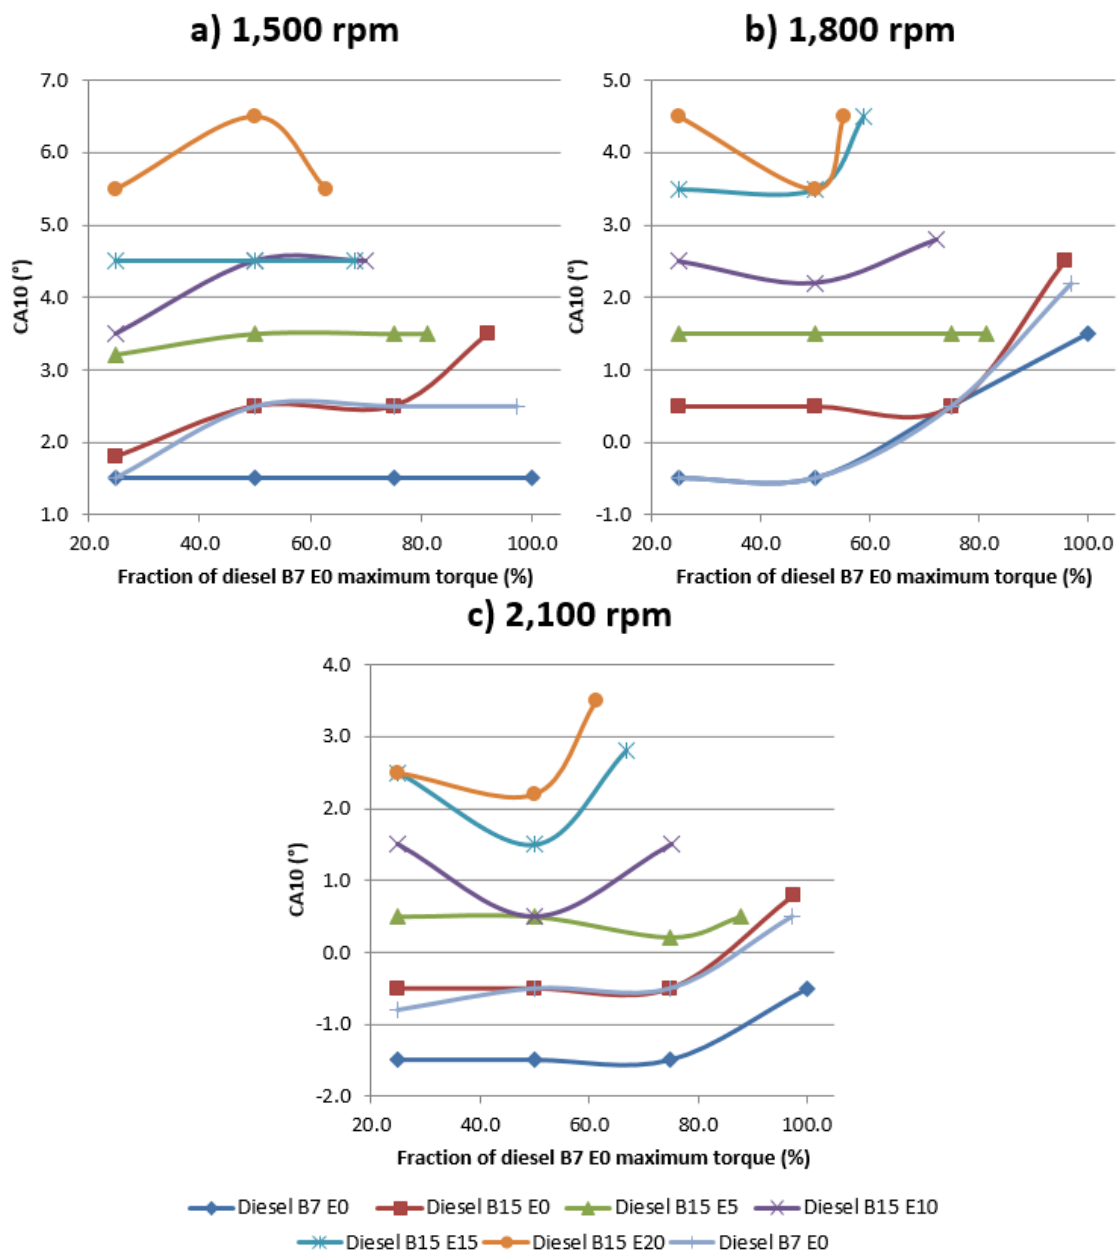 a) 1,500 rpm
7.0
6.0
5.0
4.0
3.0
2.0
1.0
CA10 (°)
20.0 40.0 60.0 80.0 100.0
Fraction of diesel B7 E0 maximum torque (%)
b) 1,800 rpm
5.0
4.0
3.0
2.0
1.0
0.0
-1.0
CA10 (°)
20.0 40.0 60.0 80.0 100.0
Fraction of diesel B7 E0 maximum torque (%)
c) 2,100 rpm
4.0
3.0
2.0
1.0
0.0
-1.0
-2.0
CA10 (°)
20.0 40.0 60.0 80.0 100.0
Fraction of diesel B7 E0 maximum torque (%)
Diesel B7 E0 Diesel B15 E0 Diesel B15 E5 Diesel B15 E10
Diesel B15 E15 Diesel B15 E20 Diesel B7 E0